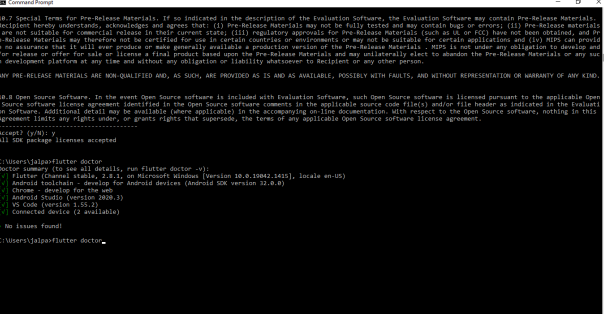 Command Prompt
10.7 Special Terms for Pre-Release Materials. If so indicated in the description of the Evaluation Software, the Evaluation Software may contain Pre-Release Materials.
Recipient hereby understands, acknowledges and agrees that: (i) Pre-Release Materials may not be fully tested and may contain bugs or errors; (ii) Pre-Release materials
are not suitable for commercial release in their current state; (iii) regulatory approvals for Pre-Release Materials (such as UL or FCC) have not been obtained, and Pr
e-Release Materials may therefore not be certified for use in certain countries or environments or may not be suitable for certain applications and (iv) MIPS can provid
e no assurance that it will ever produce or make generally available a production version of the Pre-Release Materials . MIPS is not under any obligation to develop and
/or release or offer for sale or license a final product based upon the Pre-Release Materials and may unilaterally elect to abandon the Pre-Release Materials or any suc
h development platform at any time and without any obligation or liability whatsoever to Recipient or any other person.
ANY PRE-RELEASE MATERIALS ARE NON-QUALIFIED AND, AS SUCH, ARE PROVIDED AS IS AND AS AVAILABLE, POSSIBLY WITH FAULTS, AND WITHOUT REPRESENTATION OR WARRANTY OF ANY KIND.
10.8 Open Source Software. In the event Open Source software is included with Evaluation Software, such Open Source software is licensed pursuant to the applicable Open
Source software license agreement identified in the Open Source software comments in the applicable source code file(s) and/or file header as indicated in the Evaluati
on Software. Additional detail may be available (where applicable) in the accompanying on-line documentation. With respect to the Open Source software, nothing in this
Agreement limits any rights under, or grants rights that supersede, the terms of any applicable Open Source software license agreement.
---------------------------------------
Accept? (y/N): y
All SDK package licenses accepted
C:\Users\jalpa>flutter doctor
Doctor summary (to see all details, run flutter doctor -v):
[√] Flutter (Channel stable, 2.8.1, on Microsoft Windows [Version 10.0.19042.1415], locale en-US)
[√] Android toolchain - develop for Android devices (Android SDK version 32.0.0)
[√] Chrome - develop for the web
[√] Android Studio (version 2020.3)
[√] VS Code (version 1.55.2)
[√] Connected device (2 available)
No issues found!
C:\Users\jalpa>flutter doctor